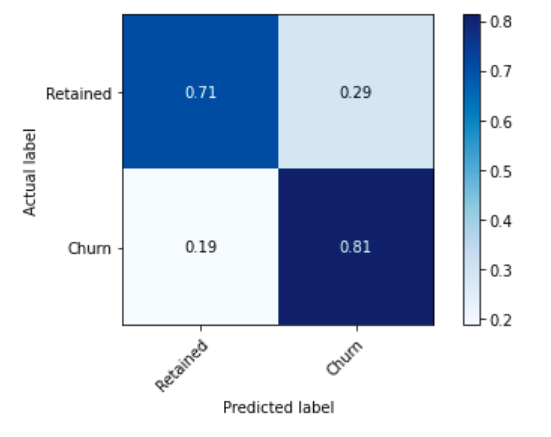 Actual label
Retained
0.71
0.29
Churn
0.19
0.81
Retained
Churn
Predicted label
0.8
0.7
0.6
0.5
0.4
0.3
0.2